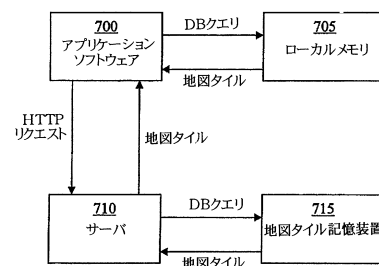 700
アプリケーション
ソフトウェア
DBクエリ
705
ローカルメモリ
地図タイル
HTTP
リクエスト
地図タイル
710
サーバ
DBクエリ
715
地図タイル記憶装置
地図タイル